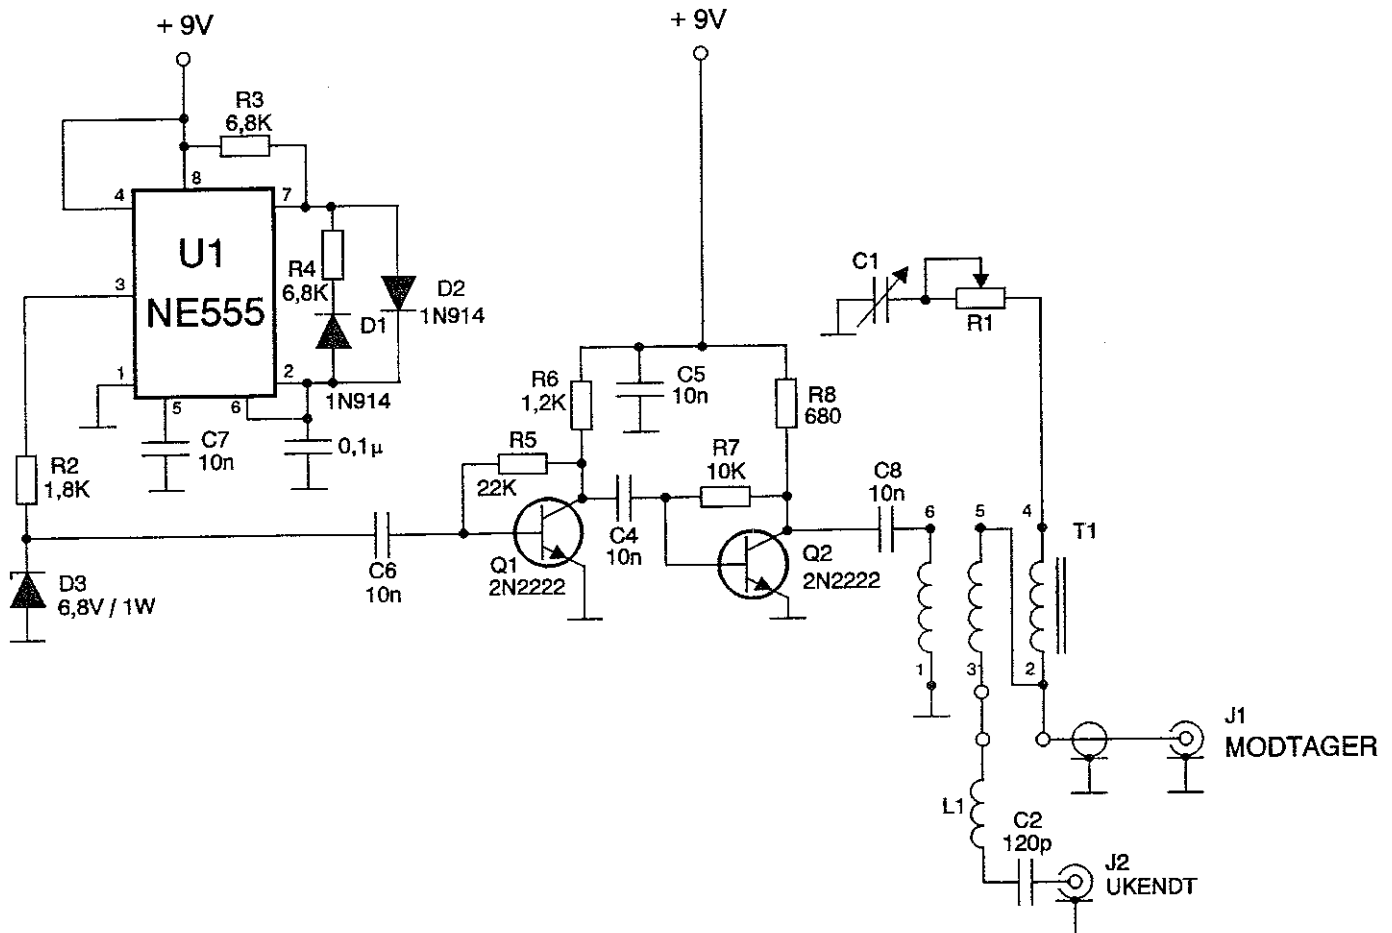 + 9V
+ 9V
R3
6,8K
8
4
7
U1
NE555
R4
6,8K
D2
1N914
D1
3
1
2
1N914
5
6
C7
10n
0,1µ
R2
1,8K
D3
6,8V / 1W
C6
10n
R5
22K
R6
1,2K
C5
10n
R8
680
R7
10K
Q1
2N2222
C4
10n
Q2
2N2222
C8
10n
C1
R1
6
5
4
T1
1
3
2
J1
MODTAGER
L1
C2
120p
J2
UKENDT